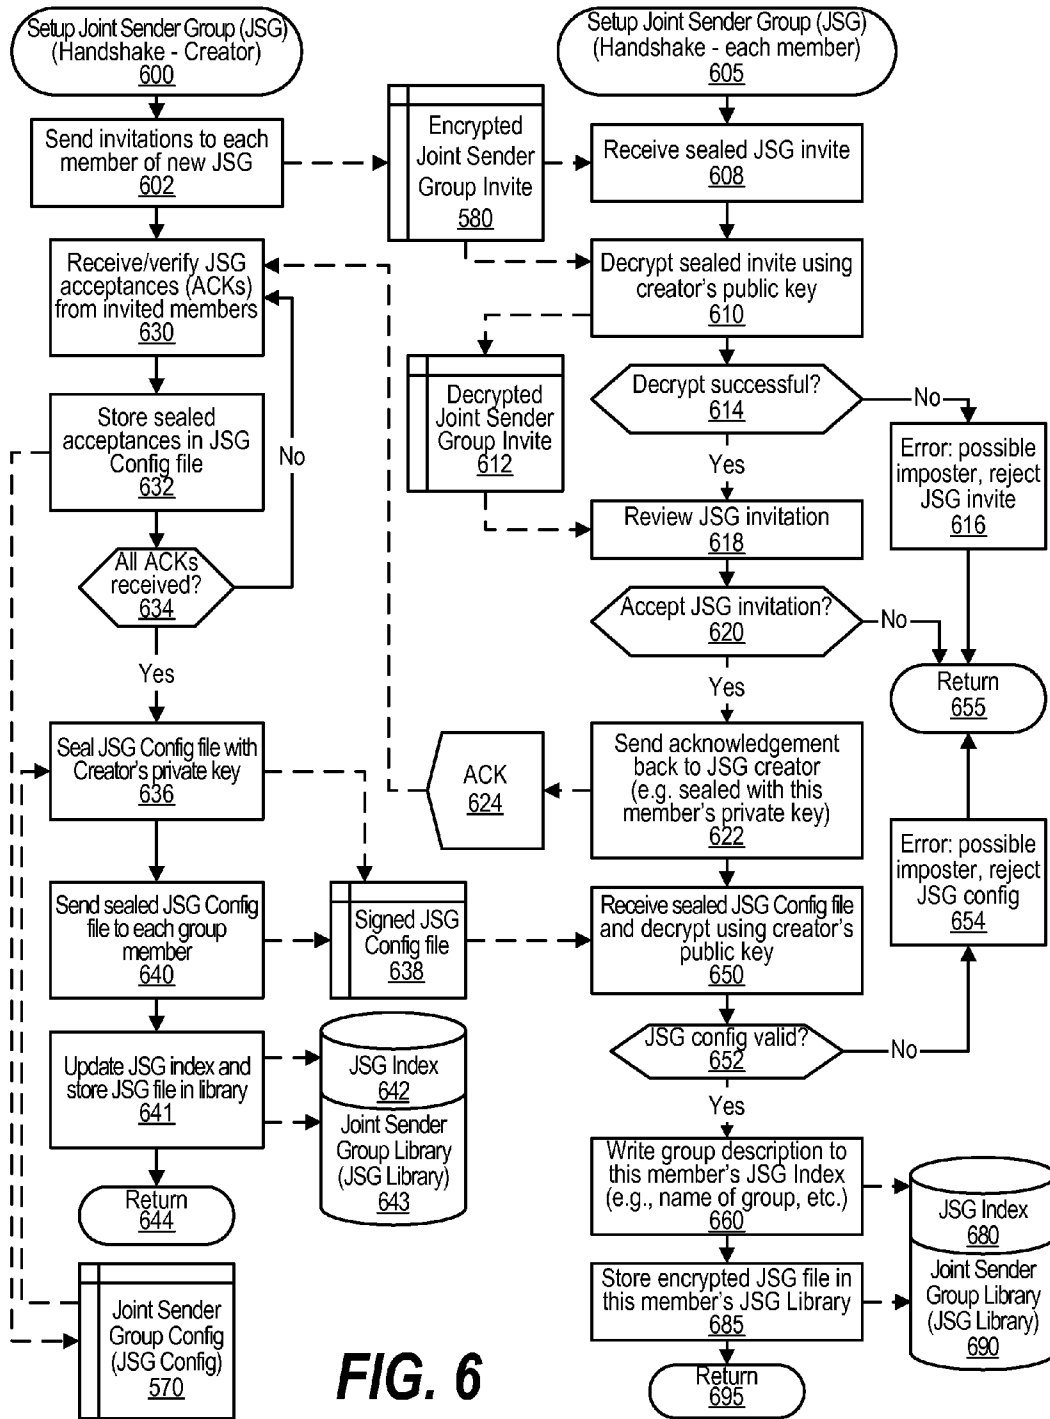 Setup Joint Sender Group (JSG)
(Handshake - Creator)
600
Send invitations to each
member of new JSG
602
Receive/verify JSG
acceptances (ACKs)
from invited members
630
Store sealed
acceptances in JSG
Config file
632
No
All ACKs
received?
634
Yes
Seal JSG Config file with
Creator's private key
636
Send sealed JSG Config
file to each group
member
640
Update JSG index and
store JSG file in library
641
Return
644
Joint Sender
Group Config
(JSG Config)
570
Encrypted
Joint Sender
Group Invite
580
Decrypted
Joint Sender
Group Invite
612
ACK
624
Signed JSG
Config file
638
JSG Index
642
Joint Sender
Group Library
(JSG Library)
643
Setup Joint Sender Group (JSG)
(Handshake - each member)
605
Receive sealed JSG invite
608
Decrypt sealed invite using
creator's public key
610
Decrypt successful?
614
No
Yes
Error: possible
imposter, reject
JSG invite
616
Review JSG invitation
618
Accept JSG invitation?
620
No
Yes
Return
655
Send acknowledgement
back to JSG creator
(e.g. sealed with this
member's private key)
622
Error: possible
imposter, reject
JSG config
654
Receive sealed JSG Config file
and decrypt using creator's
public key
650
JSG config valid?
652
No
Yes
Write group description to
this member's JSG Index
(e.g., name of group, etc.)
660
JSG Index
680
Store encrypted JSG file in
this member's JSG Library
685
Joint Sender
Group Library
(JSG Library)
690
Return
695
FIG. 6